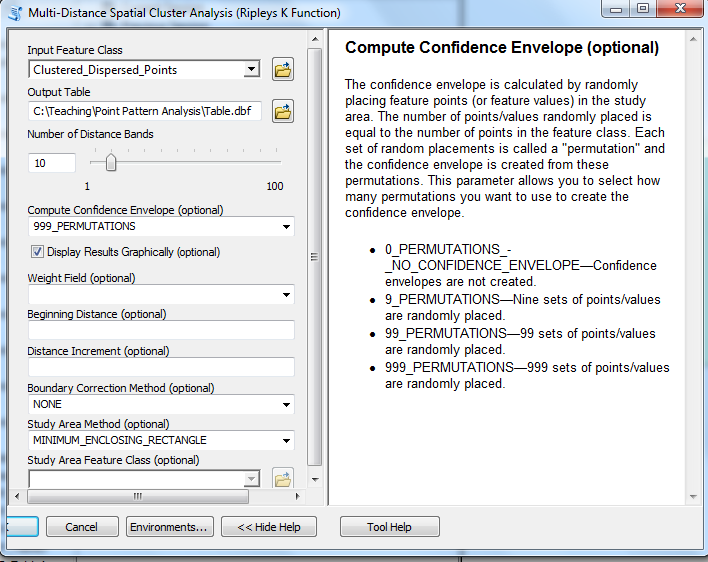 Multi-Distance Spatial Cluster Analysis (Ripleys K Function)
Input Feature Class
Clustered_Dispersed_Points
Output Table
C:\Teaching\Point Pattern Analysis\Table.dbf
Number of Distance Bands
10
1 100
Compute Confidence Envelope (optional)
999_PERMUTATIONS
Display Results Graphically (optional)
Weight Field (optional)
Beginning Distance (optional)
Distance Increment (optional)
Boundary Correction Method (optional)
NONE
Study Area Method (optional)
MINIMUM_ENCLOSING_RECTANGLE
Study Area Feature Class (optional)
Compute Confidence Envelope (optional)
The confidence envelope is calculated by randomly
placing feature points (or feature values) in the study
area. The number of points/values randomly placed is
equal to the number of points in the feature class. Each
set of random placements is called a "permutation" and
the confidence envelope is created from these
permutations. This parameter allows you to select how
many permutations you want to use to create the
confidence envelope.
• 0_PERMUTATIONS_-
_NO_CONFIDENCE_ENVELOPE—Confidence
envelopes are not created.
• 9_PERMUTATIONS—Nine sets of points/values
are randomly placed.
• 99_PERMUTATIONS—99 sets of points/values
are randomly placed.
• 999_PERMUTATIONS—999 sets of points/values
are randomly placed.
Cancel
Environments...
<< Hide Help
Tool Help